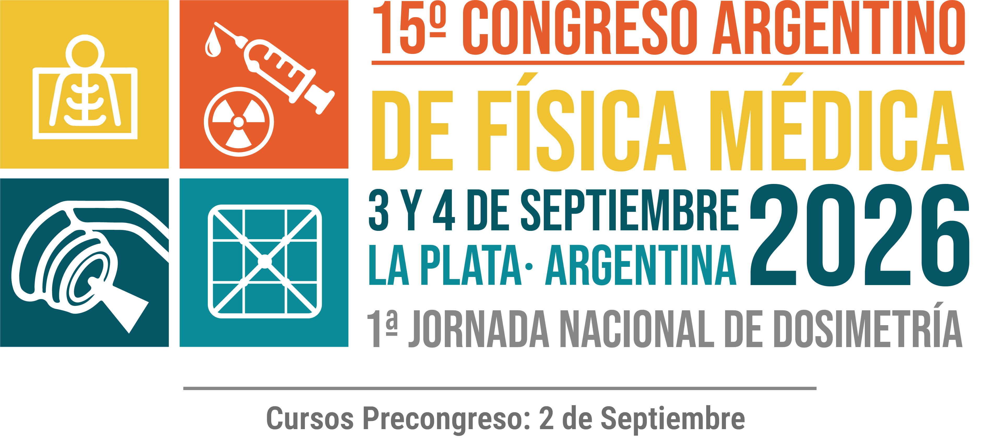 15º CONGRESO ARGENTINO
DE FÍSICA MÉDICA
3 Y 4 DE SEPTIEMBRE 2026
LA PLATA· ARGENTINA
1ª JORNADA NACIONAL DE DOSIMETRÍA
Cursos Precongreso: 2 de Septiembre